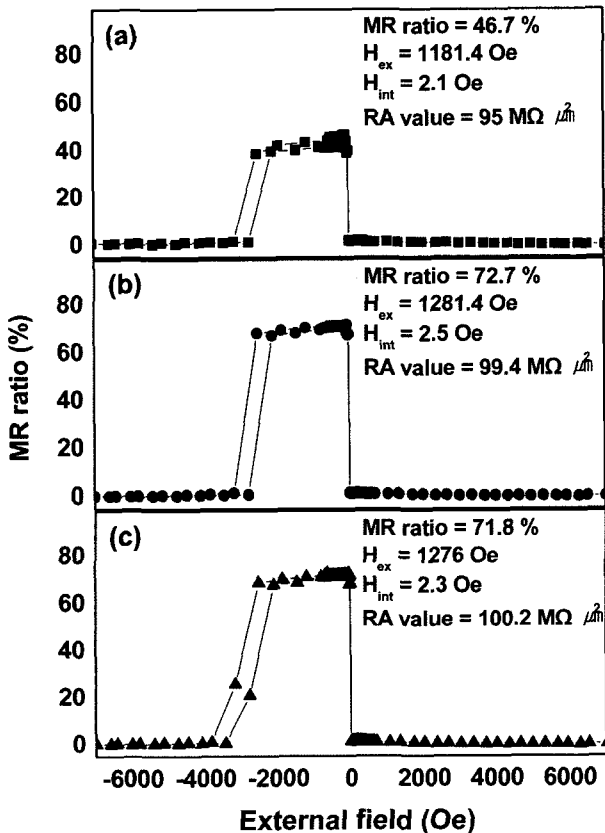 (a)
MR ratio = 46.7 %
H_ex = 1181.4 Oe
H_int = 2.1 Oe
RA value = 95 MΩ ㎛²
80
60
40
20
0
(b)
MR ratio = 72.7 %
H_ex = 1281.4 Oe
H_int = 2.5 Oe
RA value = 99.4 MΩ ㎛²
80
60
40
20
0
MR ratio (%)
(c)
MR ratio = 71.8 %
H_ex = 1276 Oe
H_int = 2.3 Oe
RA value = 100.2 MΩ ㎛²
80
60
40
20
0
-6000 -4000 -2000 0 2000 4000 6000
External field (Oe)